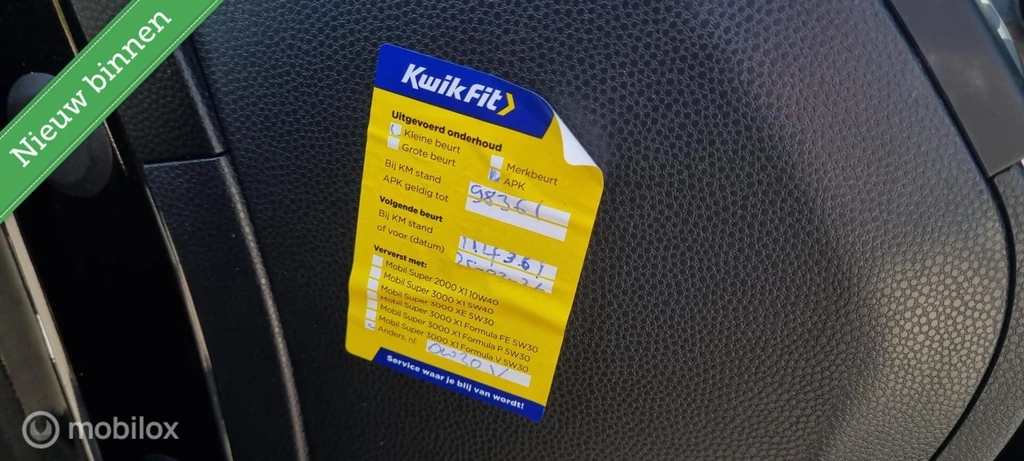 Nieuw binnen
KwikFit
Uitgevoerd onderhoud
Kleine beurt
Grote beurt
Merkbeurt
APK
Bij KM stand 98361
APK geldig tot
Volgende beurt
Bij KM stand 114361
of voor (datum)
Ververst met:
Mobil Super 2000 X1 10W40
Mobil Super 3000 X1 5W40
Mobil Super 3000 XE 5W30
Mobil Super 3000 X1 Formula FE 5W30
Mobil Super 3000 X1 Formula P 5W30
Mobil Super 3000 X1 Formula V 5W30
Anders, nl: 0W20 V
Service waar je blij van wordt!
mobilox